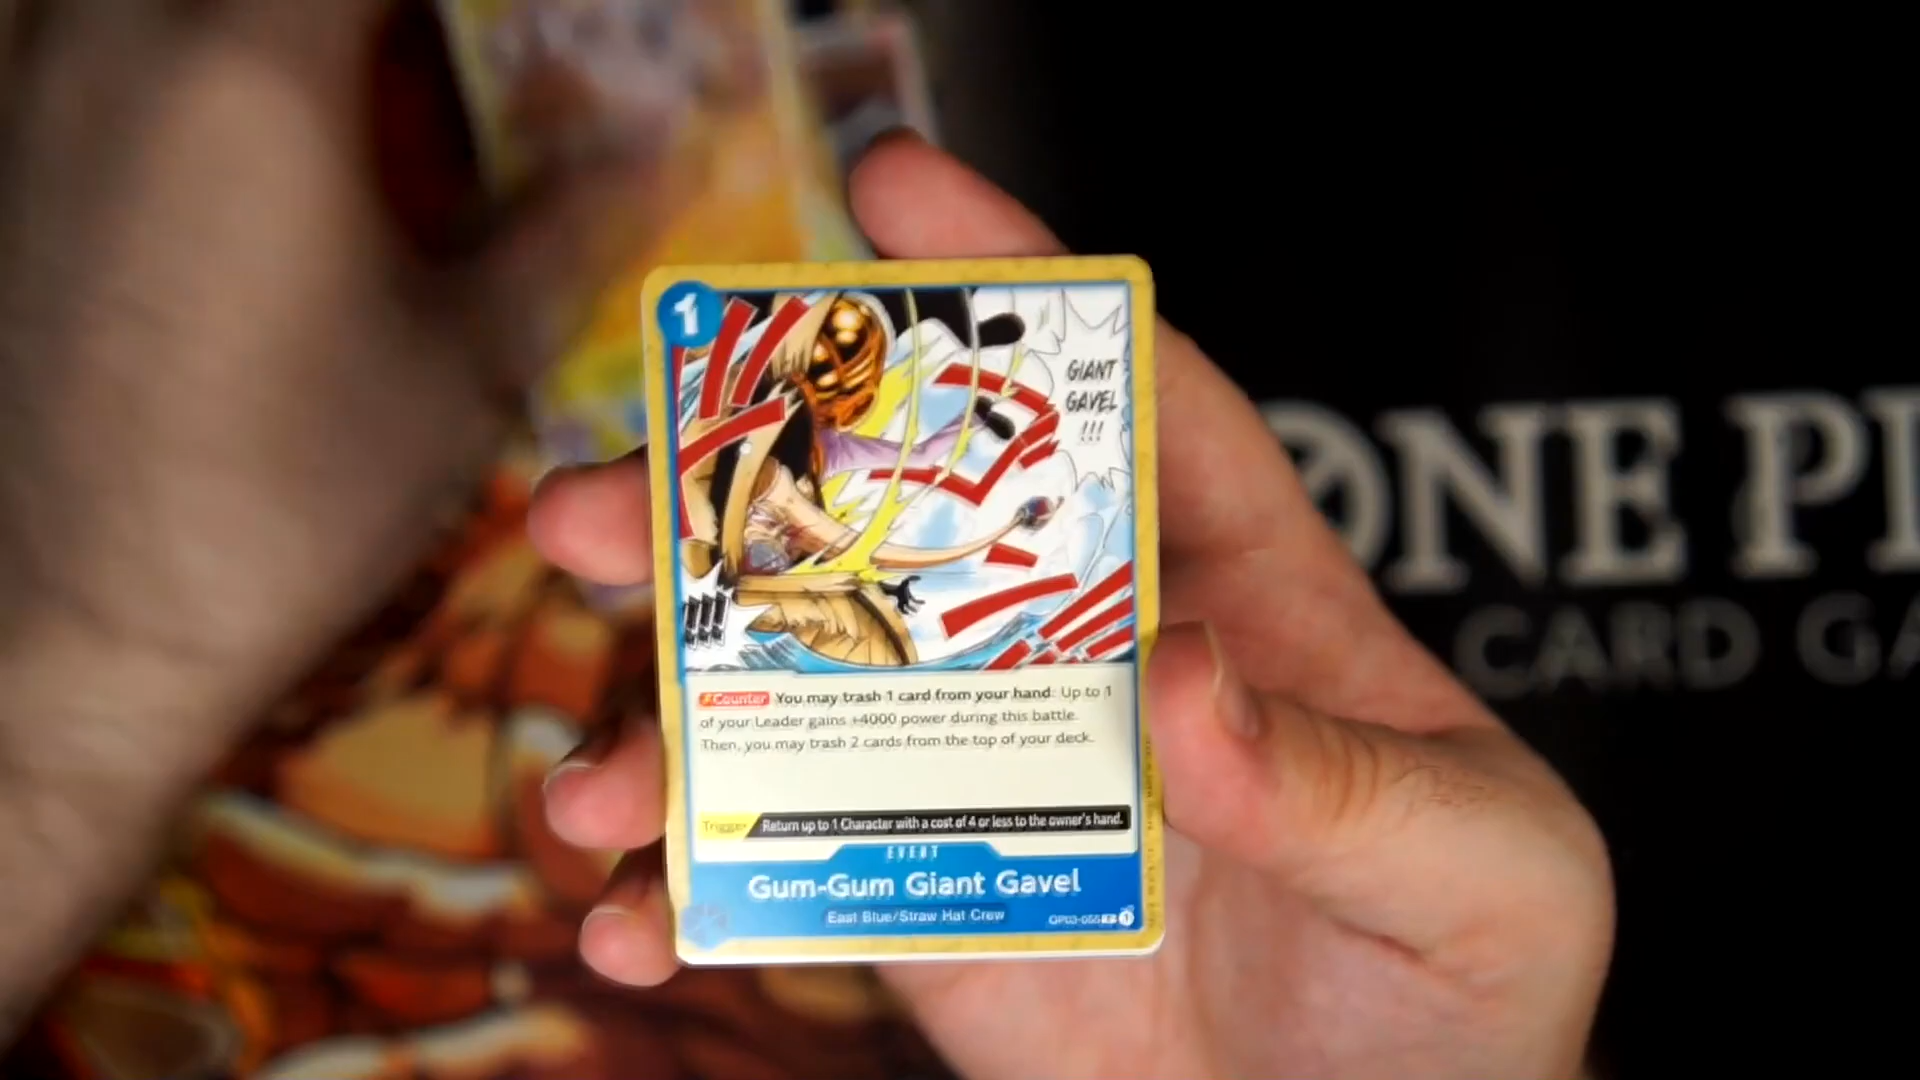 1
GIANT
GAVEL
!!!
!!!
Counter You may trash 1 card from your hand: Up to 1
of your Leader gains +4000 power during this battle.
Then, you may trash 2 cards from the top of your deck.
Trigger Return up to 1 Character with a cost of 4 or less to the owner's hand.
EVENT
Gum-Gum Giant Gavel
East Blue/Straw Hat Crew
OP03-055 1
ONE PI
CARD GA